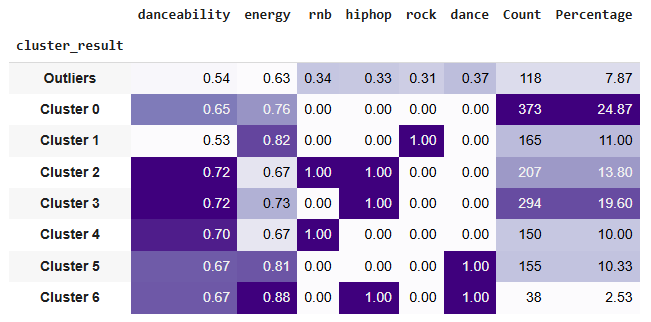 danceability energy rnb hiphop rock dance Count Percentage
cluster_result
Outliers 0.54 0.63 0.34 0.33 0.31 0.37 118 7.87
Cluster 0 0.65 0.76 0.00 0.00 0.00 0.00 373 24.87
Cluster 1 0.53 0.82 0.00 0.00 1.00 0.00 165 11.00
Cluster 2 0.72 0.67 1.00 1.00 0.00 0.00 207 13.80
Cluster 3 0.72 0.73 0.00 1.00 0.00 0.00 294 19.60
Cluster 4 0.70 0.67 1.00 0.00 0.00 0.00 150 10.00
Cluster 5 0.67 0.81 0.00 0.00 0.00 1.00 155 10.33
Cluster 6 0.67 0.88 0.00 1.00 0.00 1.00 38 2.53